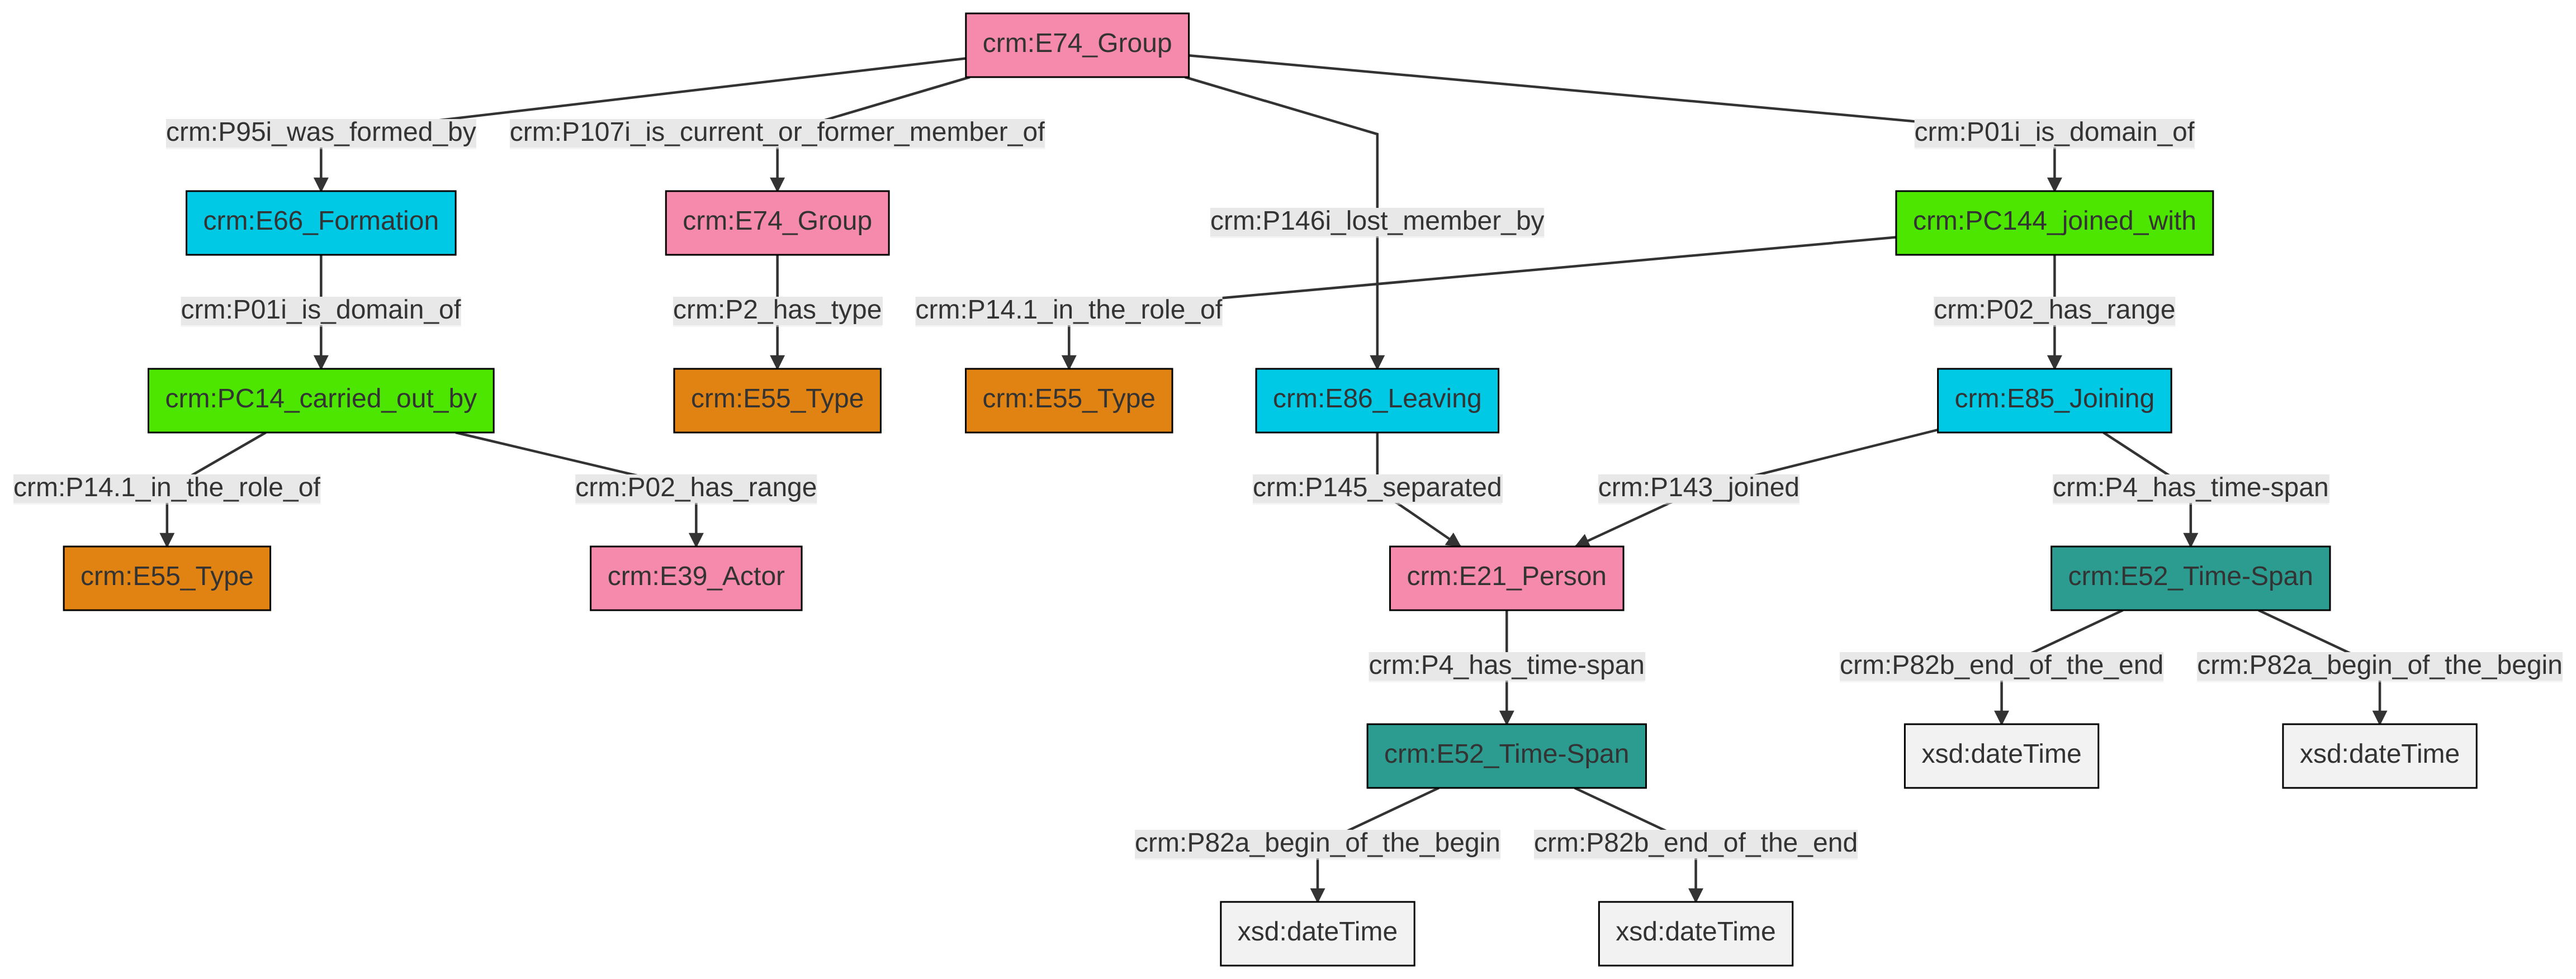 crm:E74_Group
crm:P95i_was_formed_by
crm:P107i_is_current_or_former_member_of
crm:P01i_is_domain_of
crm:E66_Formation
crm:E74_Group
crm:P146i_lost_member_by
crm:PC144_joined_with
crm:P01i_is_domain_of
crm:P2_has_type
crm:P14.1_in_the_role_of
crm:P02_has_range
crm:PC14_carried_out_by
crm:E55_Type
crm:E55_Type
crm:E86_Leaving
crm:E85_Joining
crm:P14.1_in_the_role_of
crm:P02_has_range
crm:P145_separated
crm:P143_joined
crm:P4_has_time-span
crm:E55_Type
crm:E39_Actor
crm:E21_Person
crm:E52_Time-Span
crm:P4_has_time-span
crm:P82b_end_of_the_end
crm:P82a_begin_of_the_begin
crm:E52_Time-Span
xsd:dateTime
xsd:dateTime
crm:P82a_begin_of_the_begin
crm:P82b_end_of_the_end
xsd:dateTime
xsd:dateTime